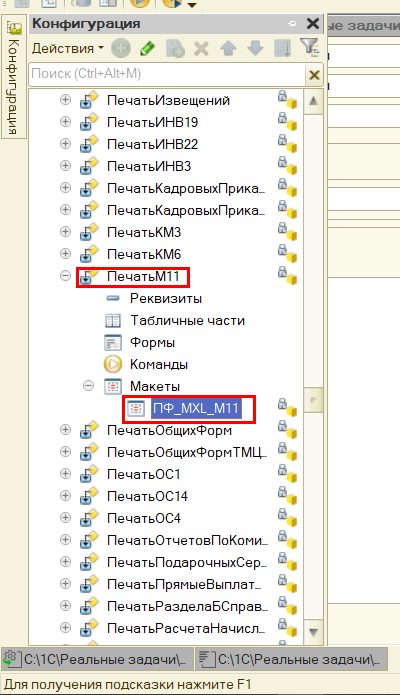 Конфигурация
ые задачи\
Действия
Поиск (Ctrl+Alt+M)
Конфигурация
ПечатьИзвещений
ПечатьИНВ19
ПечатьИНВ22
ПечатьИНВ3
ПечатьКадровыхПрика...
ПечатьКадровыхПрика...
ПечатьКМ3
ПечатьКМ6
ПечатьМ11
Реквизиты
Табличные части
Формы
Команды
Макеты
ПФ_MXL_М11
ПечатьОбщихФорм
ПечатьОбщихФормТМЦ...
ПечатьОС1
ПечатьОС14
ПечатьОС4
ПечатьОтчетовПоКоми...
ПечатьПодарочныхСер...
ПечатьПрямыеВыплат...
ПечатьРазделаБСправ...
ПечатьРасчетаНачисл...
C:\1C\Реальные задачи\...
C:\1C\Реальные задачи\...
Для получения подсказки нажмите F1